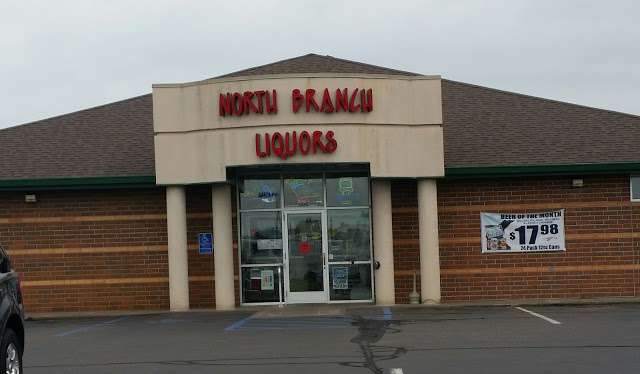 NORTH BRANCH
LIQUORS
BEER OF THE MONTH
$17.98
24 Pack 12oz Cans